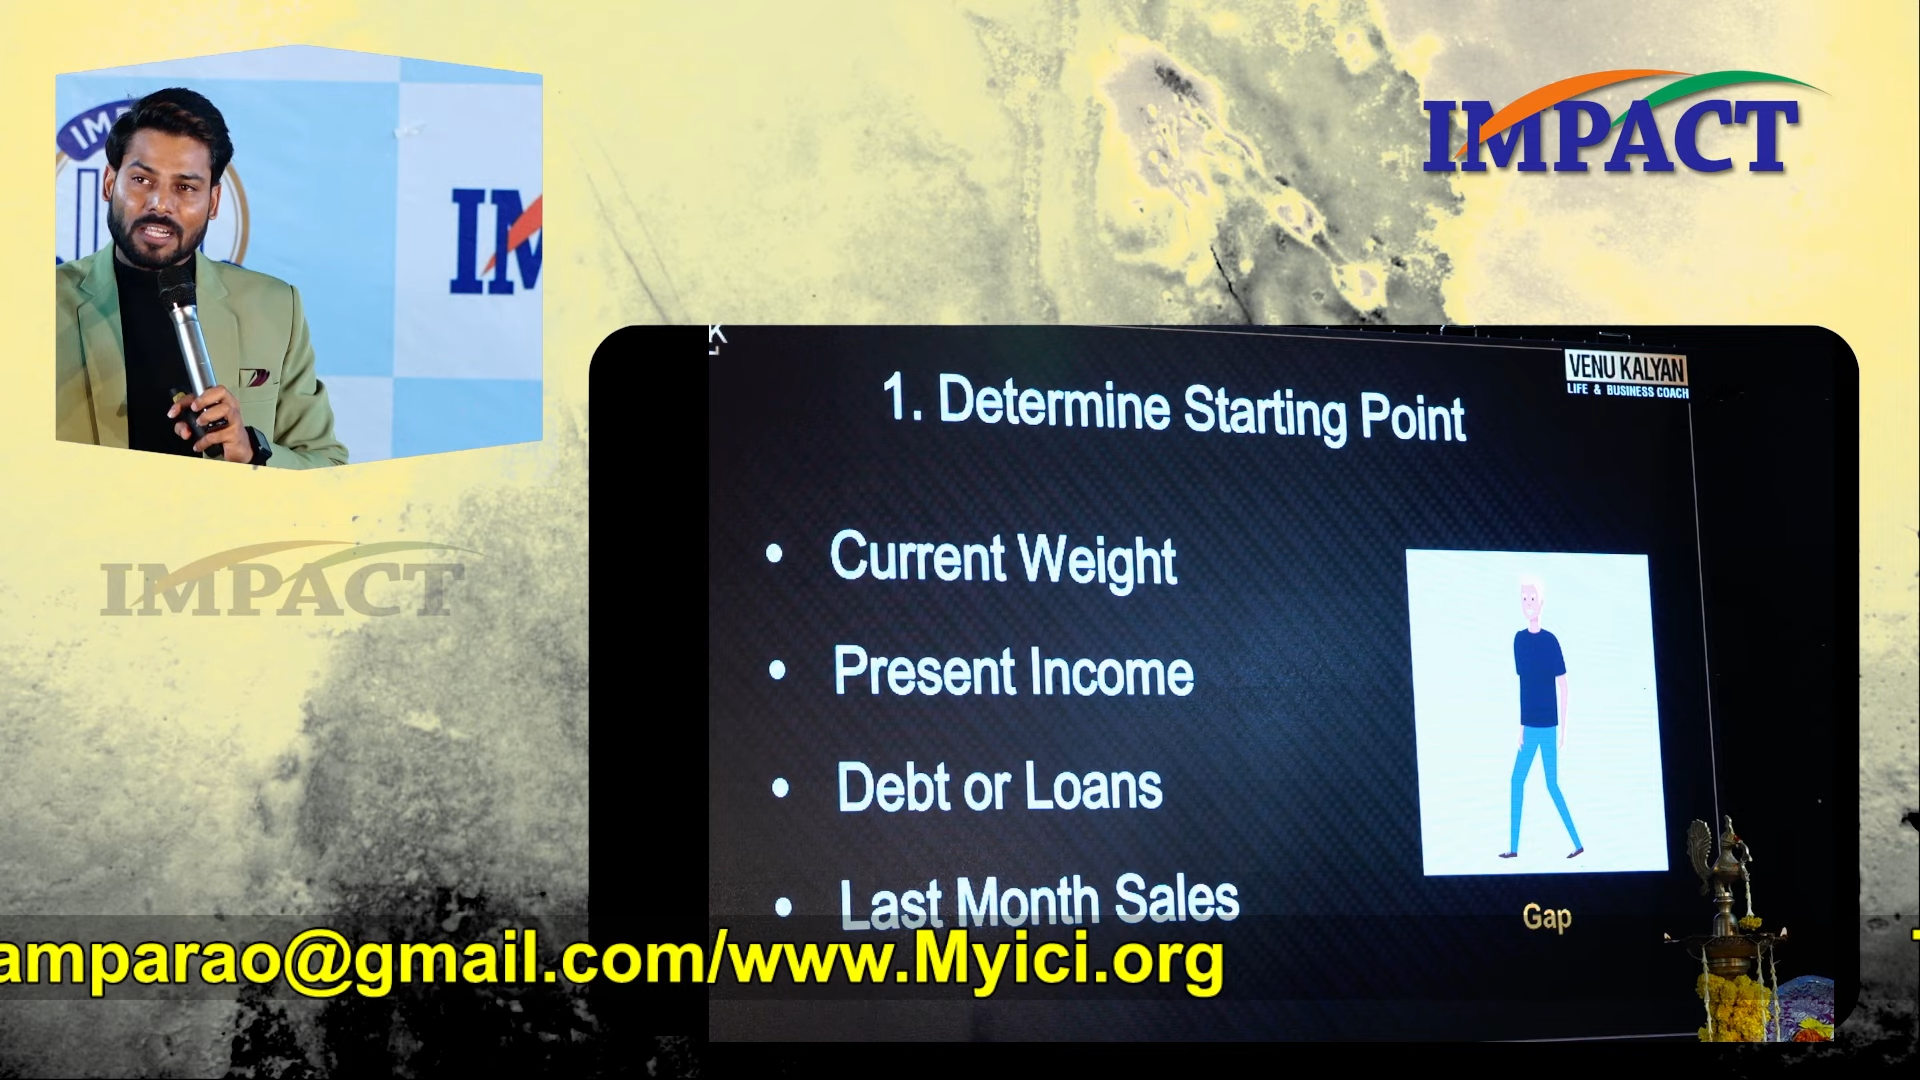 IMPACT
IM
VENU KALYAN
LIFE & BUSINESS COACH
1. Determine Starting Point
• Current Weight
• Present Income
• Debt or Loans
• Last Month Sales
Gap
IMPACT
amparao@gmail.com/www.Myici.org